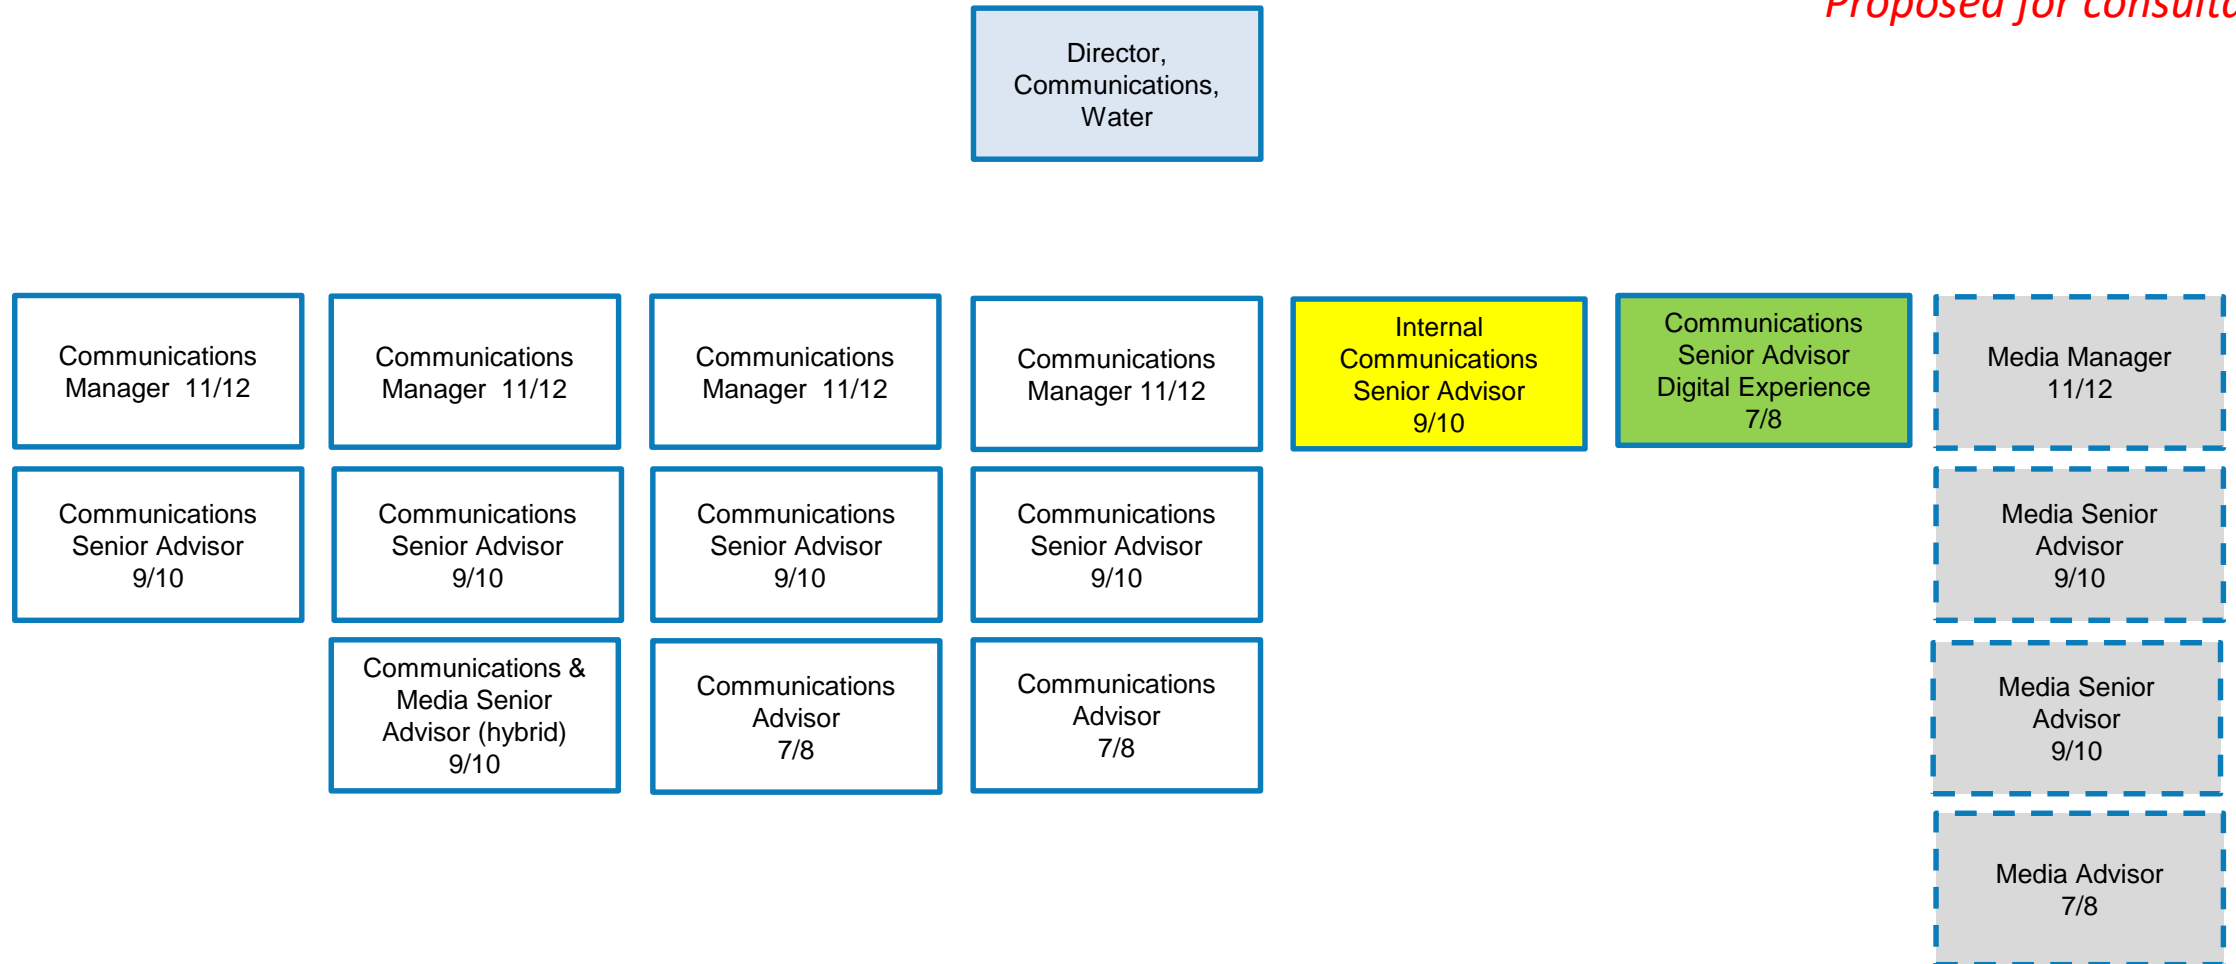 Proposed for
Director,
Communications,
Water
Communications
Manager  11/12
Communications
Manager  11/12
Communications
Manager  11/12
Communications
Manager 11/12
Internal
Communications
Senior Advisor
9/10
Communications
Senior Advisor
Digital Experience
7/8
Media Manager
11/12
Communications
Senior Advisor
9/10
Communications
Senior Advisor
9/10
Communications
Senior Advisor
9/10
Communications
Senior Advisor
9/10
Media Senior
Advisor
9/10
Communications &
Media Senior
Advisor (hybrid)
9/10
Communications
Advisor
7/8
Communications
Advisor
7/8
Media Senior
Advisor
9/10
Media Advisor
7/8